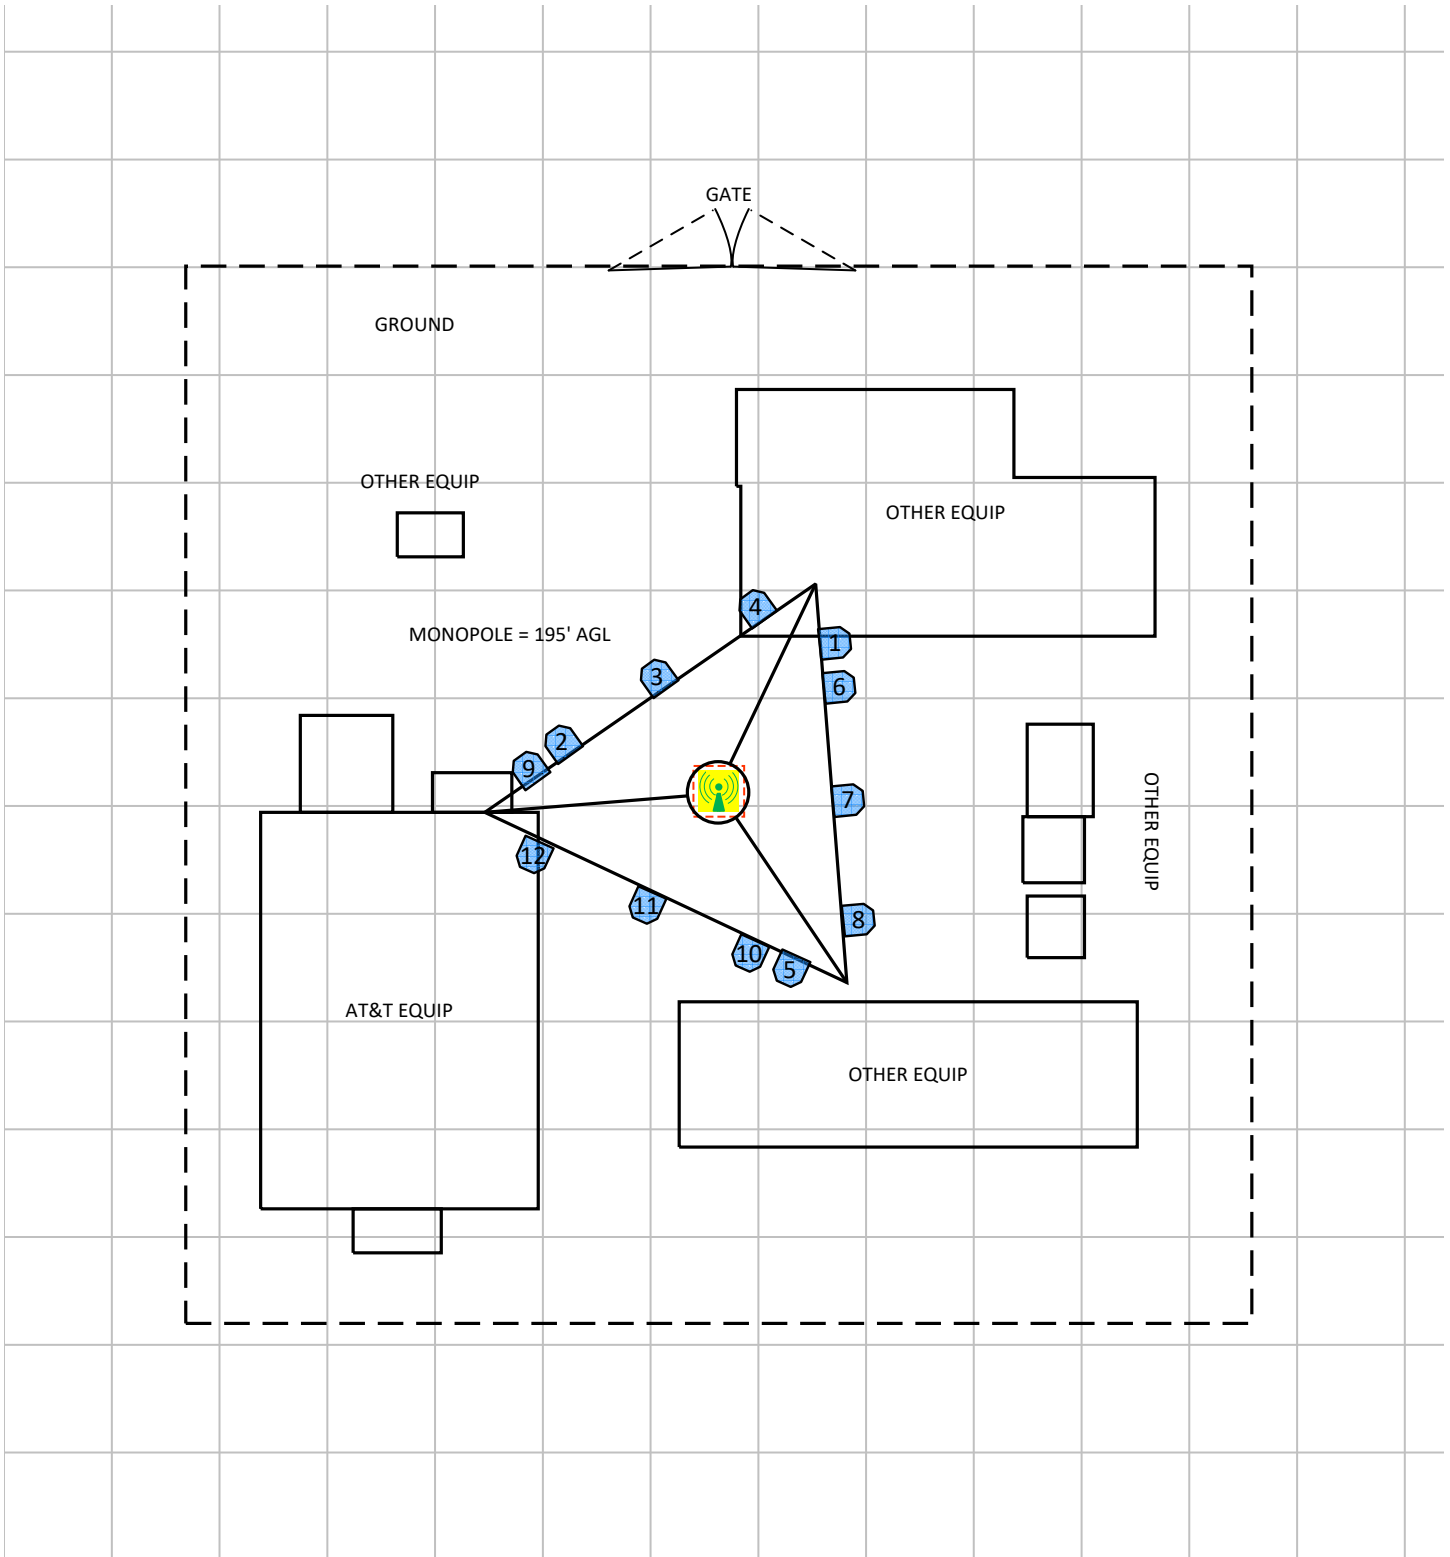 GATE
GROUND
OTHER EQUIP
OTHER EQUIP
4
MONOPOLE = 195' AGL
1
3
6
2
9
7
OTHER EQUIP
12
11
8
10
5
AT&T EQUIP
OTHER EQUIP